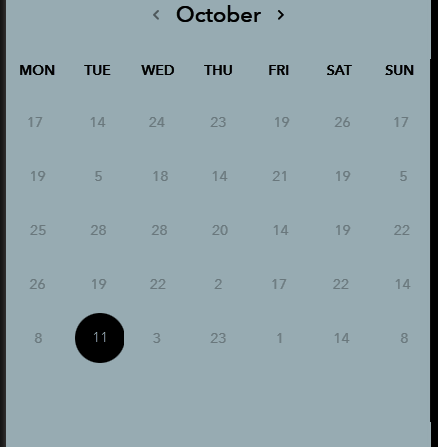 ‹ October ›
MON TUE WED THU FRI SAT SUN
17 14 24 23 19 26 17
19 5 18 14 21 19 5
25 28 28 20 14 19 22
26 19 22 2 17 22 14
8 11 3 23 1 14 8